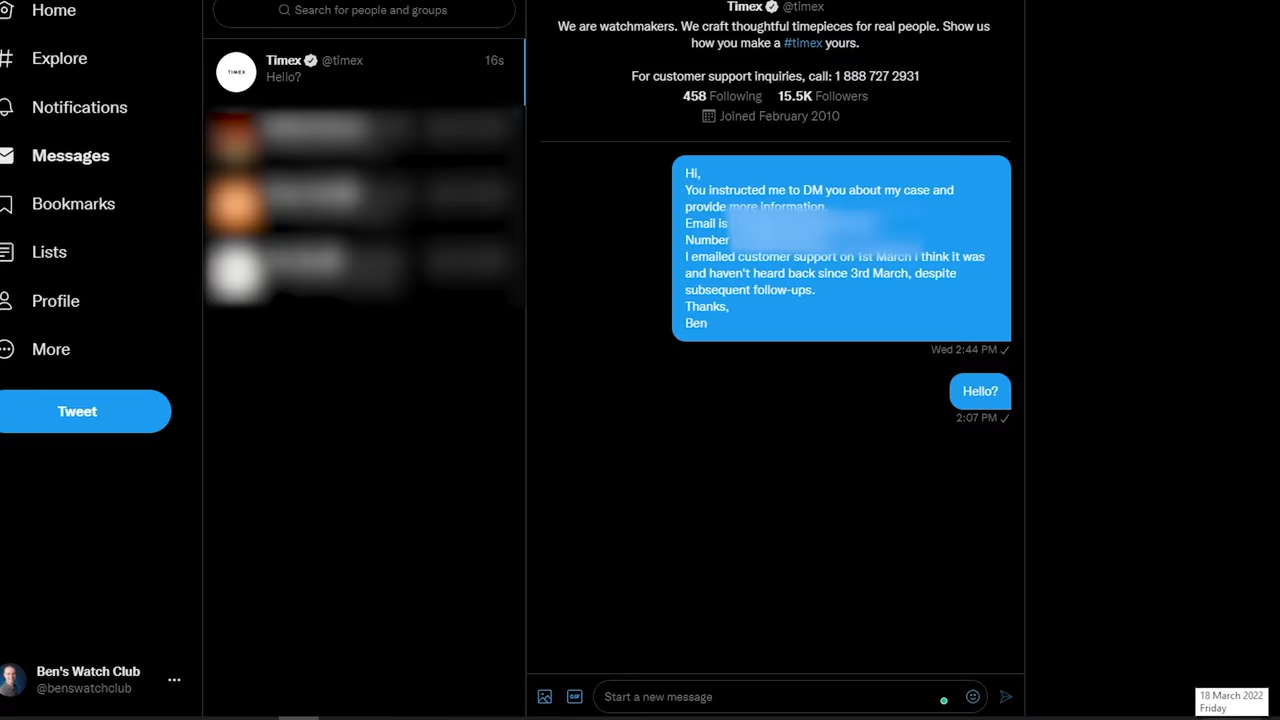 Home
Explore
Notifications
Messages
Bookmarks
Lists
Profile
More
Tweet
Ben's Watch Club
@benswatchclub
Search for people and groups
TIMEX
Timex @timex
16s
Hello?
Timex @timex
We are watchmakers. We craft thoughtful timepieces for real people. Show us
how you make a #timex yours.
For customer support inquiries, call: 1 888 727 2931
458 Following 15.5K Followers
Joined February 2010
Hi,
You instructed me to DM you about my case and
provide more information.
Email is
Number
I emailed customer support on 1st March I think it was
and haven't heard back since 3rd March, despite
subsequent follow-ups.
Thanks,
Ben
Wed 2:44 PM
Hello?
2:07 PM
GIF
Start a new message
18 March 2022
Friday